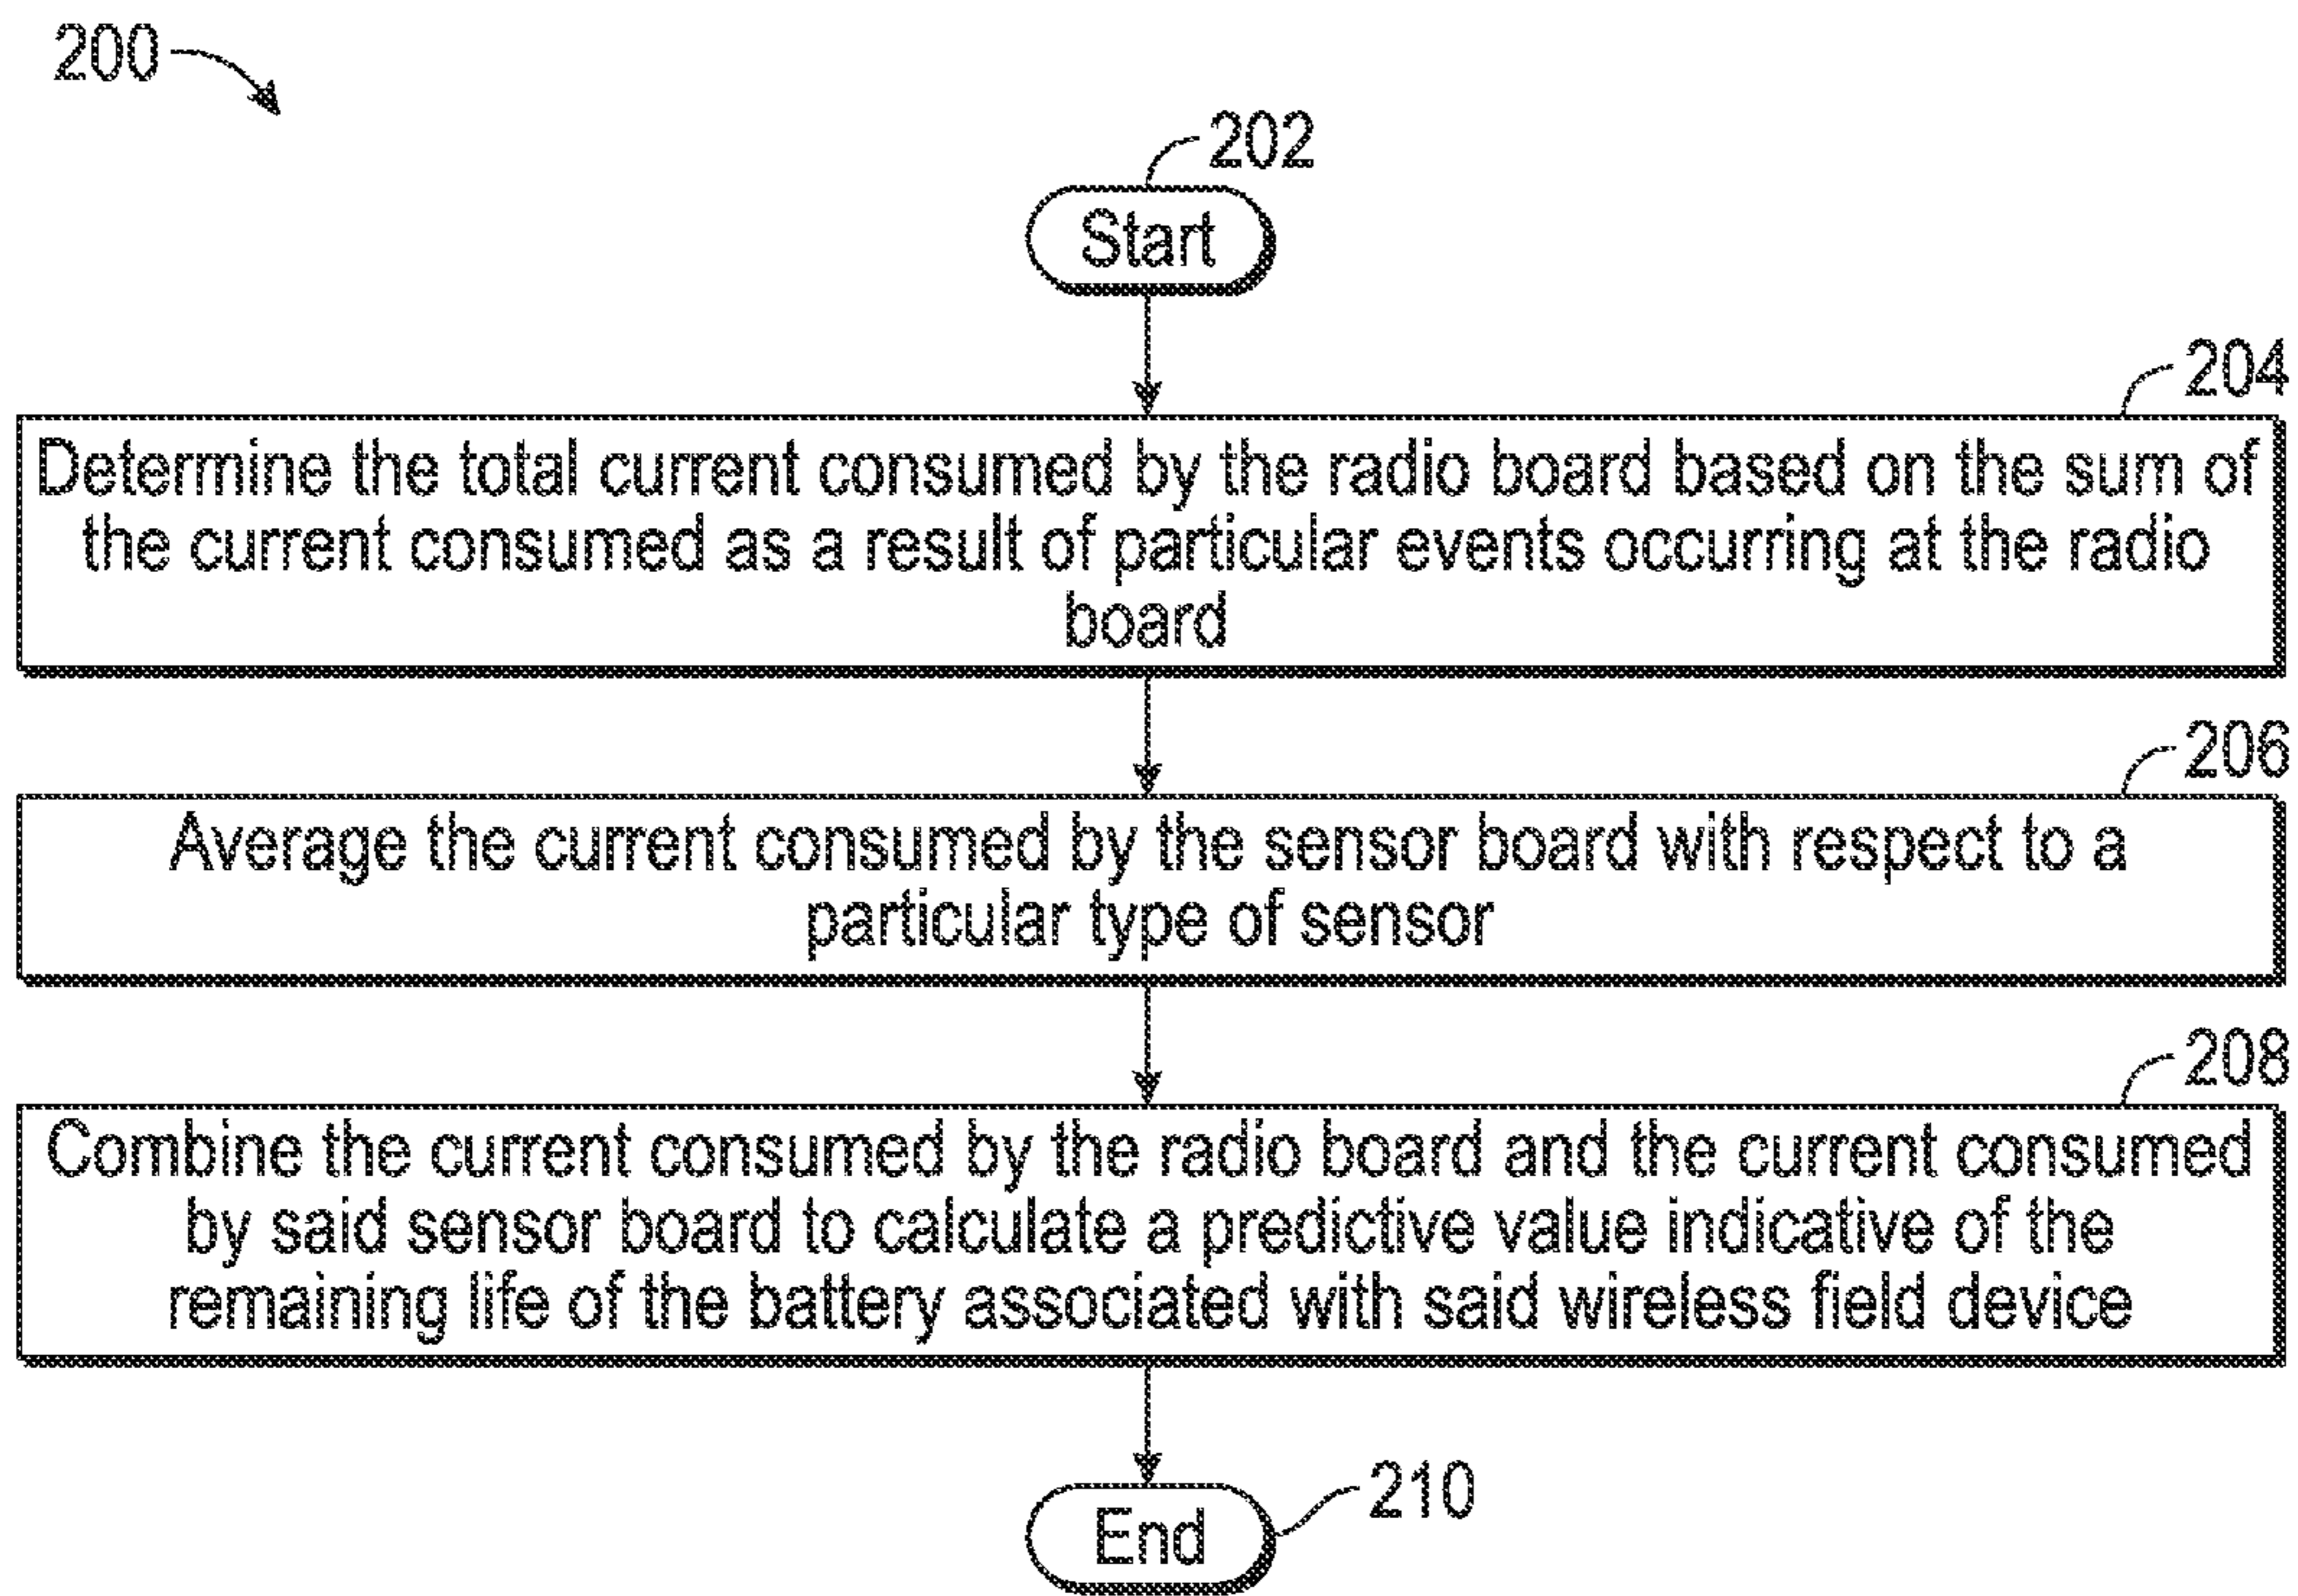 200
202
Start
204
Determine the total current consumed by the radio board based on the sum of
the current consumed as a result of particular events occurring at the radio
board
206
Average the current consumed by the sensor board with respect to a
particular type of sensor
208
Combine the current consumed by the radio board and the current consumed
by said sensor board to calculate a predictive value indicative of the
remaining life of the battery associated with said wireless field device
End
210